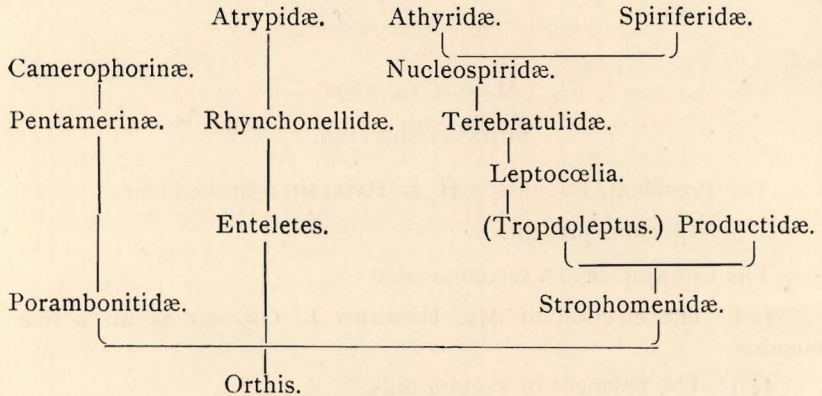 Atrypidæ. Athyridæ. Spiriferidæ.
Camerophorinæ. Nucleospiridæ.
Pentamerinæ. Rhynchonellidæ. Terebratulidæ.
Leptocœlia.
Enteletes. (Tropdoleptus.) Productidæ.
Porambonitidæ. Strophomenidæ.
Orthis.